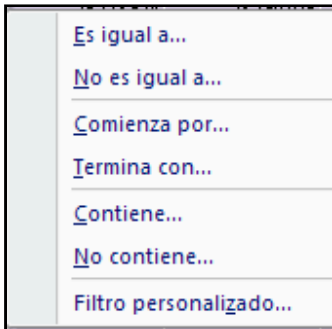 Es igual a...
No es igual a...
Comienza por...
Termina con...
Contiene...
No contiene...
Filtro personalizado...